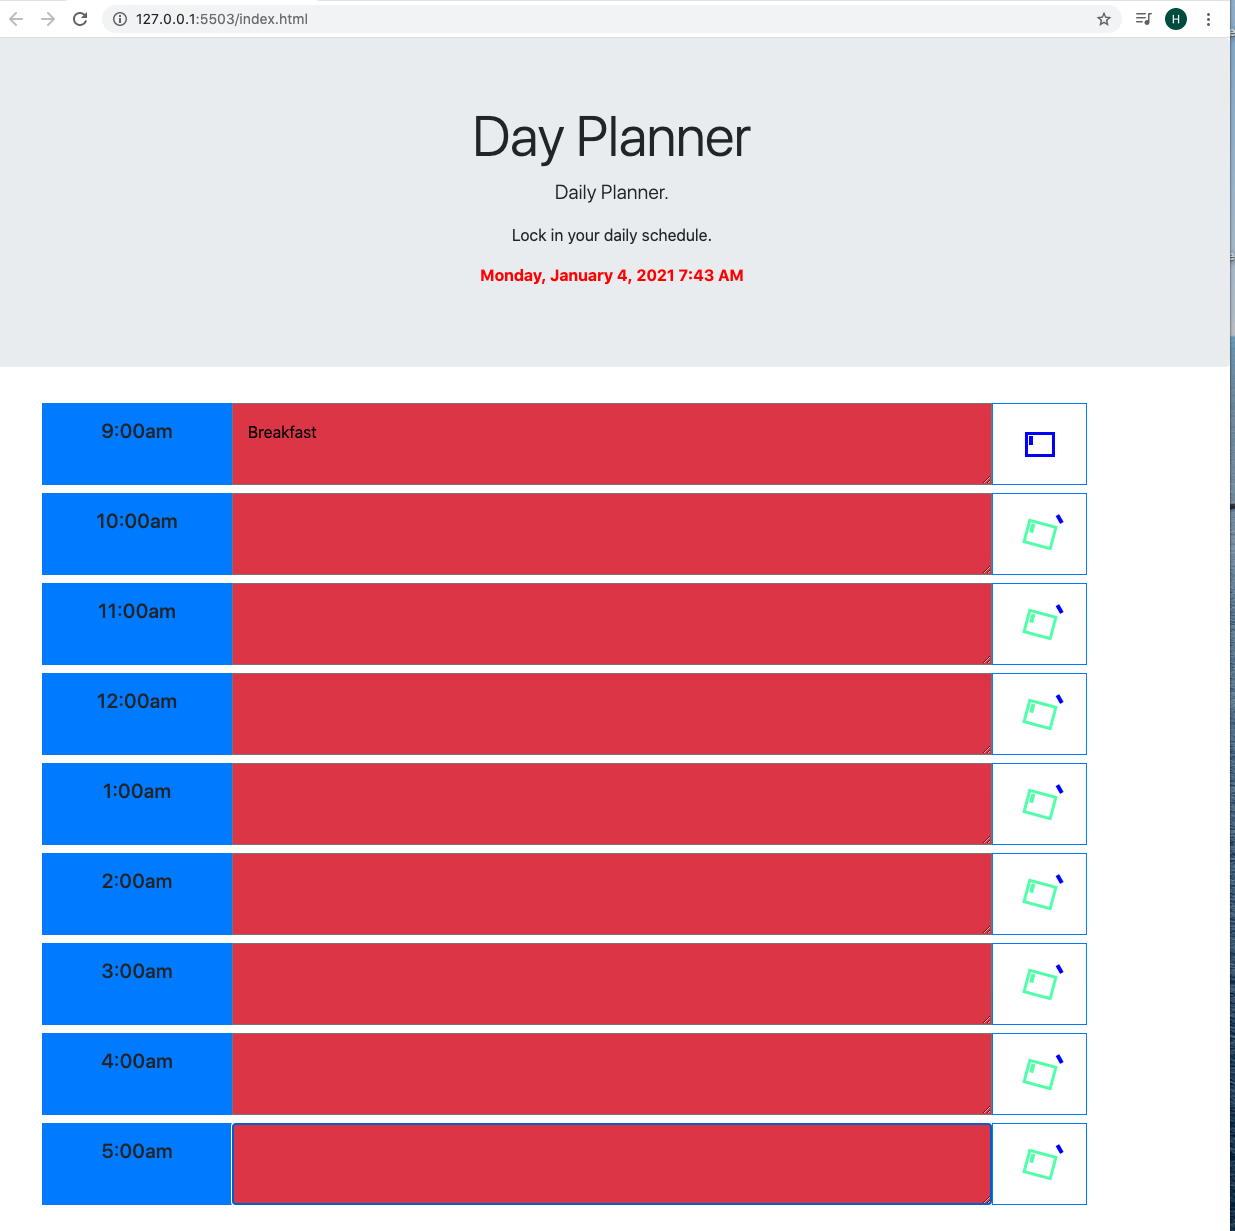 127.0.0.1:5503/index.html
H
Day Planner
Daily Planner.
Lock in your daily schedule.
Monday, January 4, 2021 7:43 AM
9:00am
Breakfast
10:00am
11:00am
12:00am
1:00am
2:00am
3:00am
4:00am
5:00am